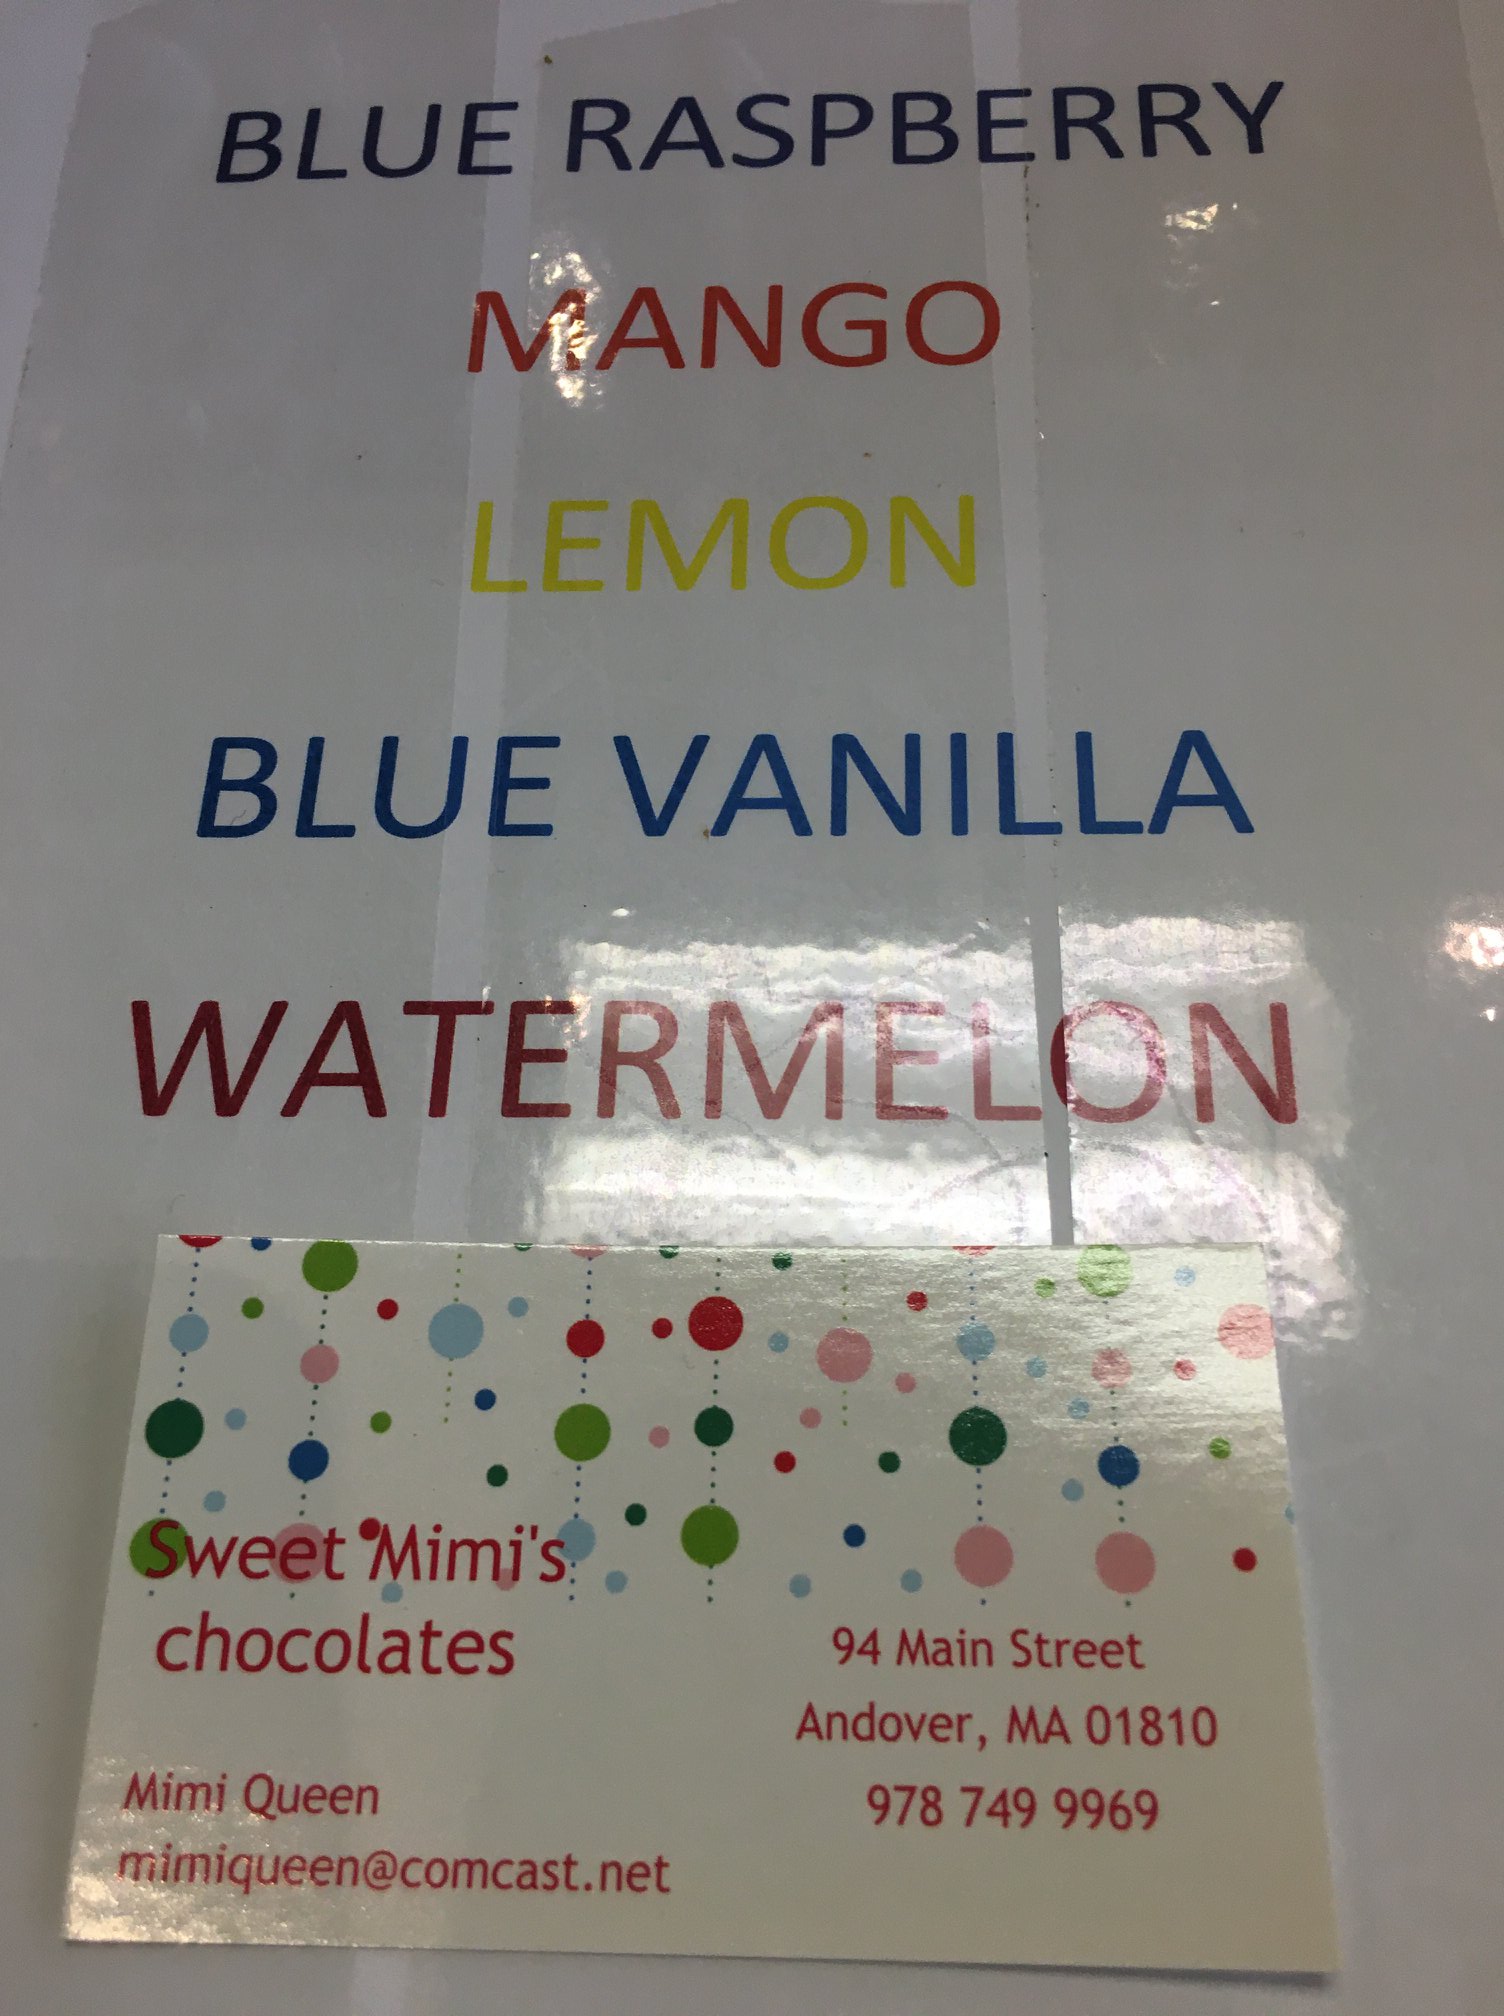 BLUE RASPBERRY
MANGO
LEMON
BLUE VANILLA
WATERMELON
Sweet Mimi's
chocolates
94 Main Street
Andover, MA 01810
978 749 9969
Mimi Queen
mimiqueen@comcast.net